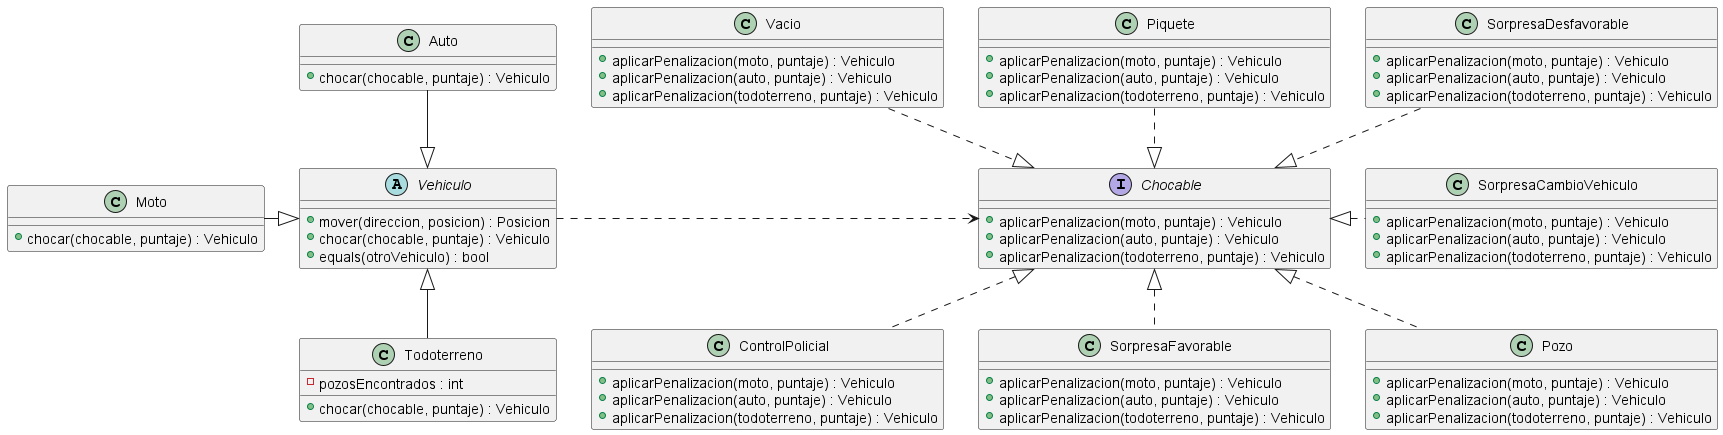 C Auto
chocar(chocable, puntaje) : Vehiculo
C Vacio
aplicarPenalizacion(moto, puntaje) : Vehiculo
aplicarPenalizacion(auto, puntaje) : Vehiculo
aplicarPenalizacion(todoterreno, puntaje) : Vehiculo
C Piquete
aplicarPenalizacion(moto, puntaje) : Vehiculo
aplicarPenalizacion(auto, puntaje) : Vehiculo
aplicarPenalizacion(todoterreno, puntaje) : Vehiculo
C SorpresaDesfavorable
aplicarPenalizacion(moto, puntaje) : Vehiculo
aplicarPenalizacion(auto, puntaje) : Vehiculo
aplicarPenalizacion(todoterreno, puntaje) : Vehiculo
C Moto
chocar(chocable, puntaje) : Vehiculo
A Vehiculo
mover(direccion, posicion) : Posicion
chocar(chocable, puntaje) : Vehiculo
equals(otroVehiculo) : bool
I Chocable
aplicarPenalizacion(moto, puntaje) : Vehiculo
aplicarPenalizacion(auto, puntaje) : Vehiculo
aplicarPenalizacion(todoterreno, puntaje) : Vehiculo
C SorpresaCambioVehiculo
aplicarPenalizacion(moto, puntaje) : Vehiculo
aplicarPenalizacion(auto, puntaje) : Vehiculo
aplicarPenalizacion(todoterreno, puntaje) : Vehiculo
C Todoterreno
pozosEncontrados : int
chocar(chocable, puntaje) : Vehiculo
C ControlPolicial
aplicarPenalizacion(moto, puntaje) : Vehiculo
aplicarPenalizacion(auto, puntaje) : Vehiculo
aplicarPenalizacion(todoterreno, puntaje) : Vehiculo
C SorpresaFavorable
aplicarPenalizacion(moto, puntaje) : Vehiculo
aplicarPenalizacion(auto, puntaje) : Vehiculo
aplicarPenalizacion(todoterreno, puntaje) : Vehiculo
C Pozo
aplicarPenalizacion(moto, puntaje) : Vehiculo
aplicarPenalizacion(auto, puntaje) : Vehiculo
aplicarPenalizacion(todoterreno, puntaje) : Vehiculo